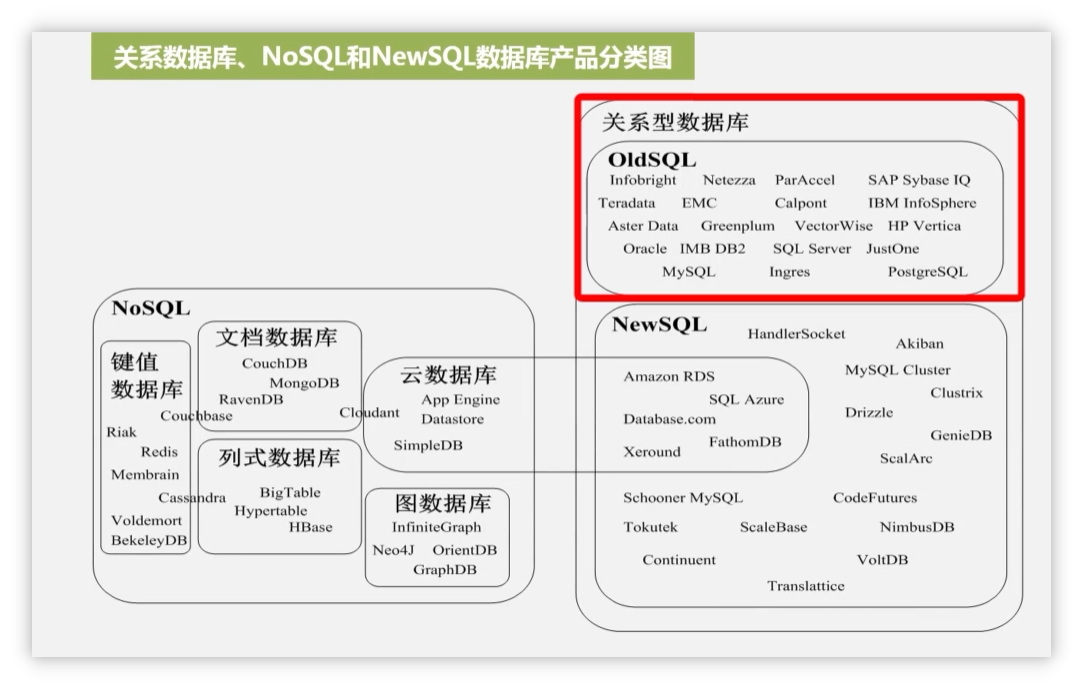 关系数据库、NoSQL和NewSQL数据库产品分类图
关系型数据库
OldSQL
Infobright Netezza ParAccel SAP Sybase IQ
Teradata EMC Calpont IBM InfoSphere
Aster Data Greenplum VectorWise HP Vertica
Oracle IMB DB2 SQL Server JustOne
MySQL Ingres PostgreSQL
NoSQL
键值
数据库
Couchbase
Riak
Redis
Membrain
Cassandra
Voldemort
BekeleyDB
文档数据库
CouchDB
MongoDB
RavenDB
Cloudant
列式数据库
BigTable
Hypertable
HBase
云数据库
App Engine
Datastore
SimpleDB
图数据库
InfiniteGraph
Neo4J OrientDB
GraphDB
NewSQL
HandlerSocket
Akiban
Amazon RDS
MySQL Cluster
SQL Azure
Clustrix
Database.com
Drizzle
FathomDB
GenieDB
Xeround
ScalArc
Schooner MySQL CodeFutures
Tokutek ScaleBase NimbusDB
Continuent VoltDB
Translattice